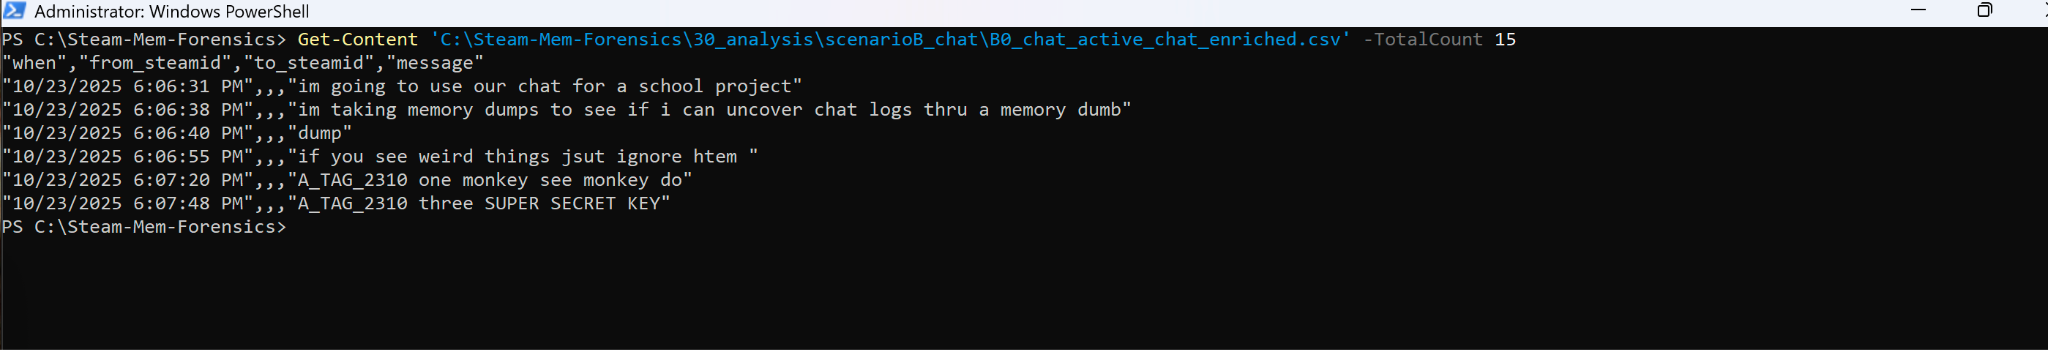 Administrator: Windows PowerShell
PS C:\Steam-Mem-Forensics> Get-Content 'C:\Steam-Mem-Forensics\30_analysis\scenarioB_chat\B0_chat_active_chat_enriched.csv' -TotalCount 15
"when","from_steamid","to_steamid","message"
"10/23/2025 6:06:31 PM",,,"im going to use our chat for a school project"
"10/23/2025 6:06:38 PM",,,"im taking memory dumps to see if i can uncover chat logs thru a memory dumb"
"10/23/2025 6:06:40 PM",,,"dump"
"10/23/2025 6:06:55 PM",,,"if you see weird things jsut ignore htem "
"10/23/2025 6:07:20 PM",,,"A_TAG_2310 one monkey see monkey do"
"10/23/2025 6:07:48 PM",,,"A_TAG_2310 three SUPER SECRET KEY"
PS C:\Steam-Mem-Forensics>